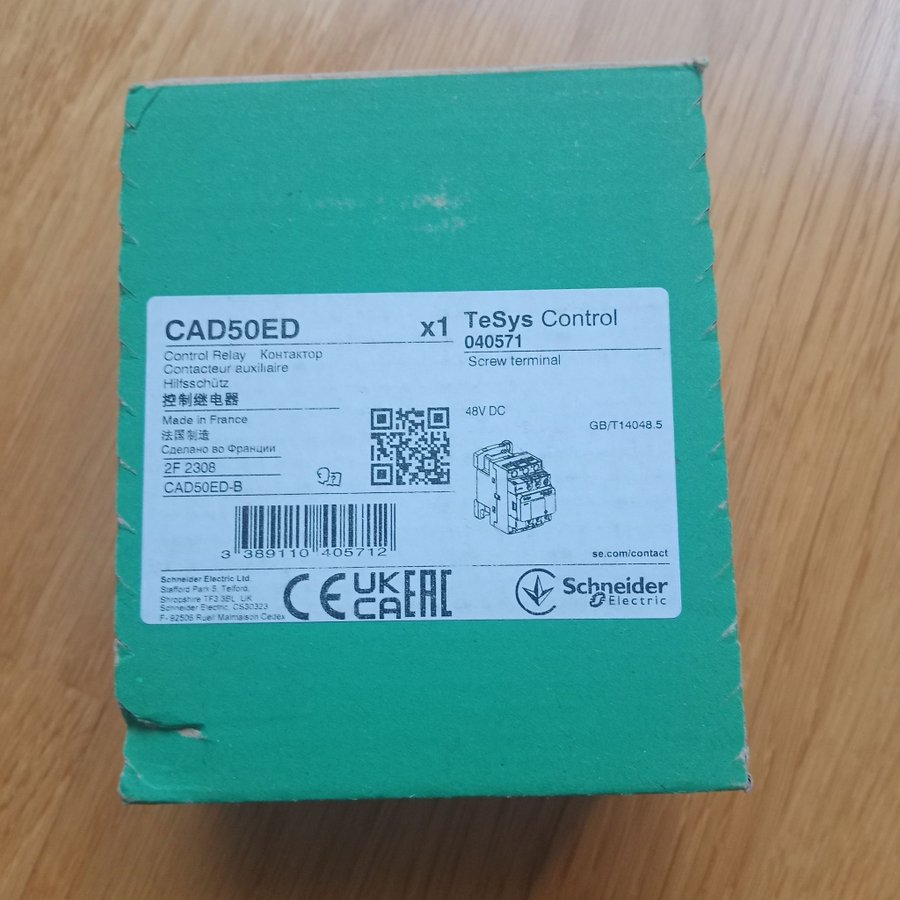 CAD50ED x1
Control Relay Контактор
Contacteur auxiliaire
Hilfsschütz
控制继电器
Made in France
法国制造
Сделано во Франции
2F 2308
CAD50ED-B
3 389110 405712
TeSys Control
040571
Screw terminal
48V DC
GB/T14048.5
se.com/contact
Schneider Electric Ltd
Stafford Park 5, Telford,
Shropshire TF3 3BL UK
Schneider Electric, CS30323
F- 92506 Rueil Malmaison Cedex
CE
UK
CA
EAC
Schneider
Electric